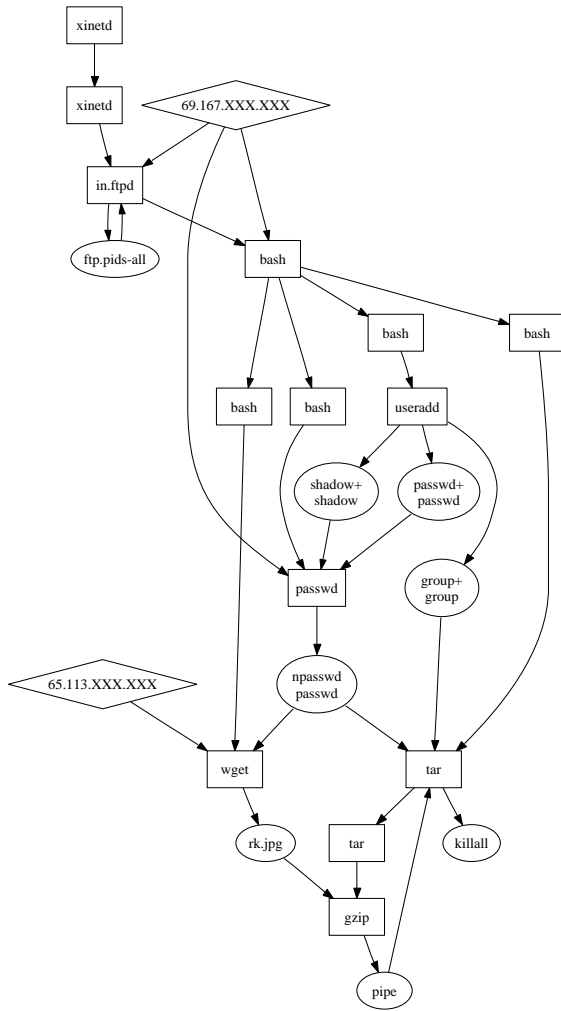 xinetd
xinetd
69.167.XXX.XXX
in.ftpd
ftp.pids-all
bash
bash
bash
bash
bash
useradd
shadow+
shadow
passwd+
passwd
passwd
group+
group
npasswd
passwd
65.113.XXX.XXX
wget
tar
rk.jpg
tar
killall
gzip
pipe